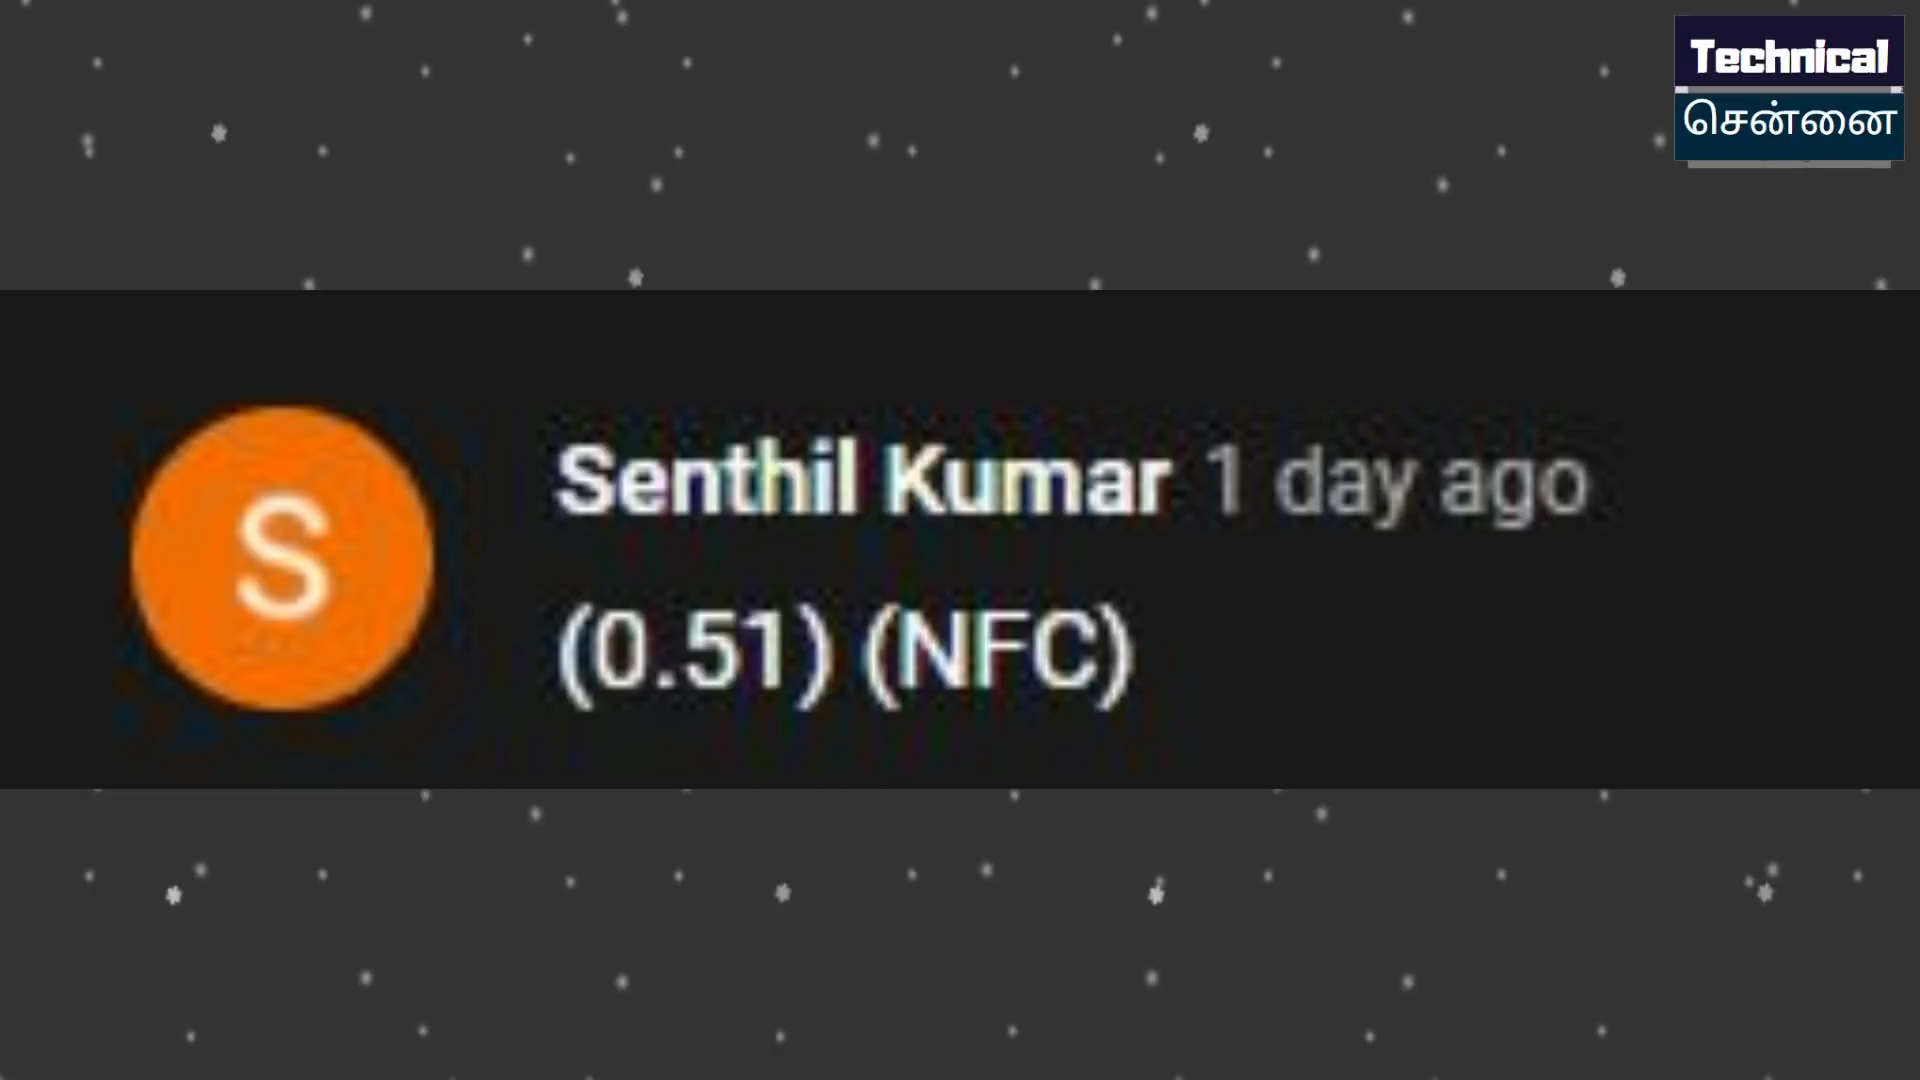 Technical
சென்னை
Senthil Kumar 1 day ago
S
(0.51) (NFC)